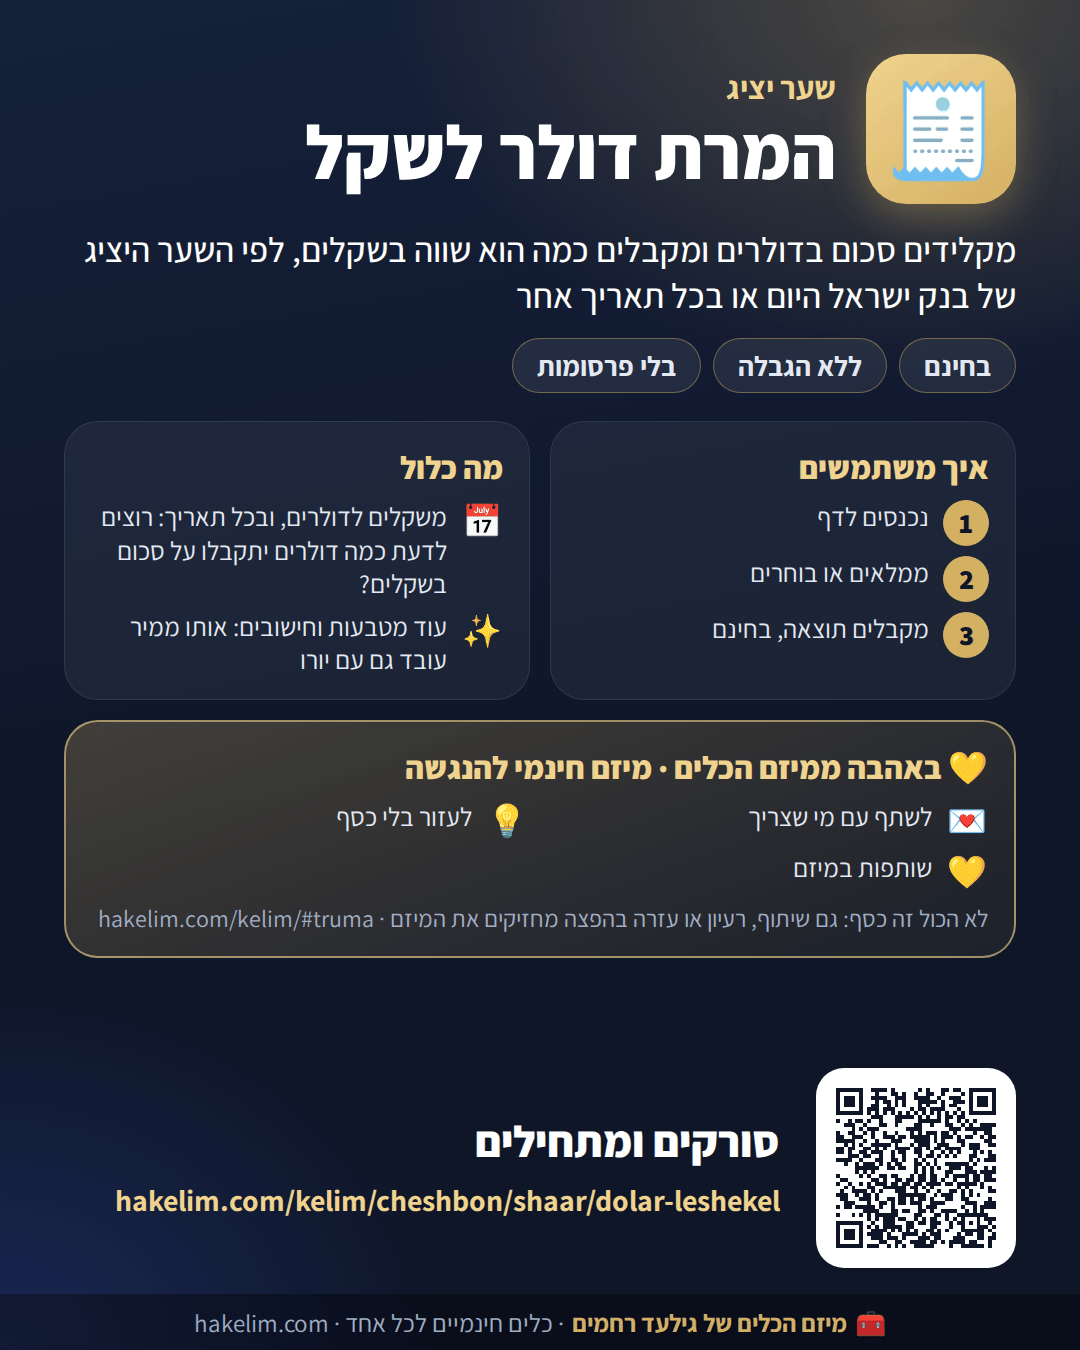 שער יציג
המרת דולר לשקל
מקלידים סכום בדולרים ומקבלים כמה הוא שווה בשקלים, לפי השער היציג
של בנק ישראל היום או בכל תאריך אחר
בחינם
ללא הגבלה
בלי פרסומות
איך משתמשים
1 נכנסים לדף
2 ממלאים או בוחרים
3 מקבלים תוצאה, בחינם
מה כלול
July 17
משקלים לדולרים, ובכל תאריך: רוצים
לדעת כמה דולרים יתקבלו על סכום
בשקלים?
עוד מטבעות וחישובים: אותו ממיר
עובד גם עם יורו
באהבה ממיזם הכלים · מיזם חינמי להנגשה
לשתף עם מי שצריך
לעזור בלי כסף
שותפות במיזם
לא הכול זה כסף: גם שיתוף, רעיון או עזרה בהפצה מחזיקים את המיזם · hakelim.com/kelim/#truma
סורקים ומתחילים
hakelim.com/kelim/cheshbon/shaar/dolar-leshekel
מיזם הכלים של גילעד רחמים · כלים חינמיים לכל אחד · hakelim.com